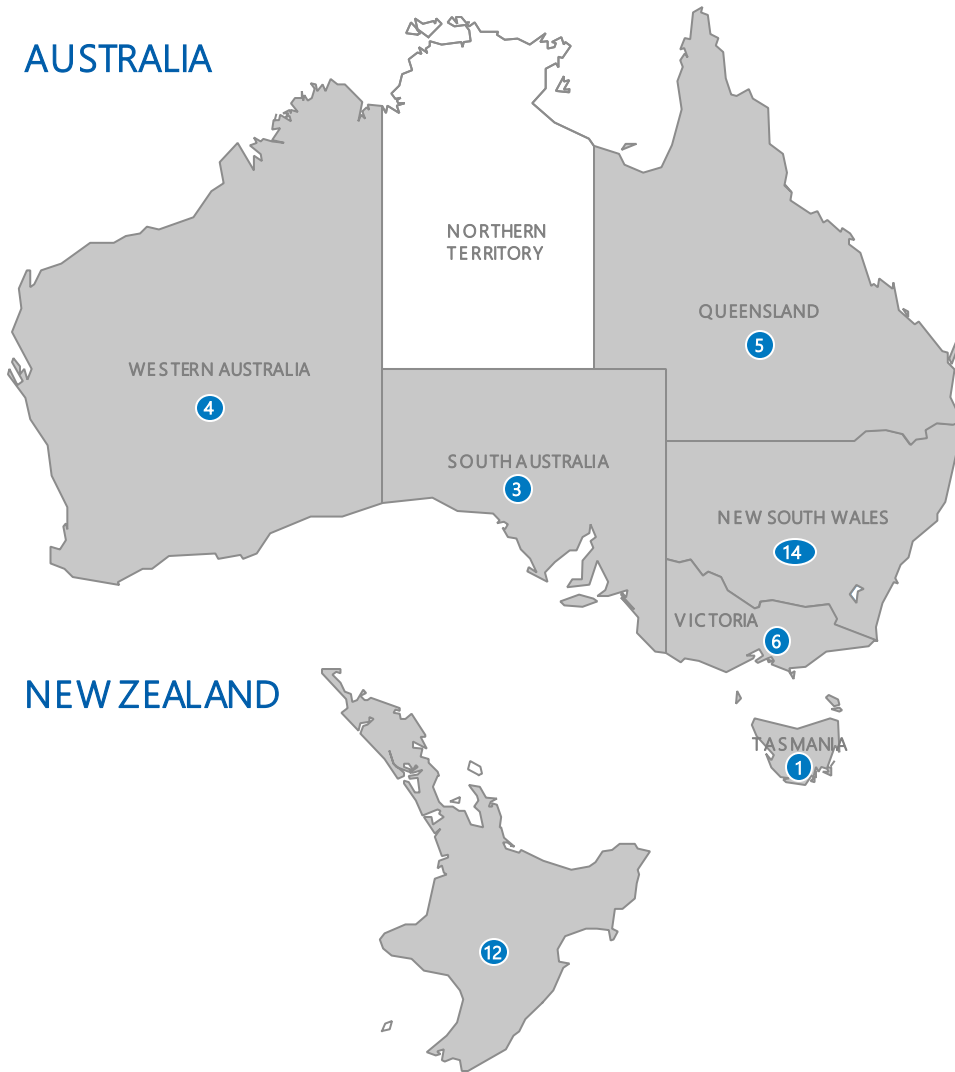 AUSTRALIA
NORTHERN
TERRITORY
QUEENSLAND
5
WESTERN AUSTRALIA
4
SOUTH AUSTRALIA
3
NEW SOUTH WALES
14
VICTORIA
6
NEW ZEALAND
TASMANIA
1
12